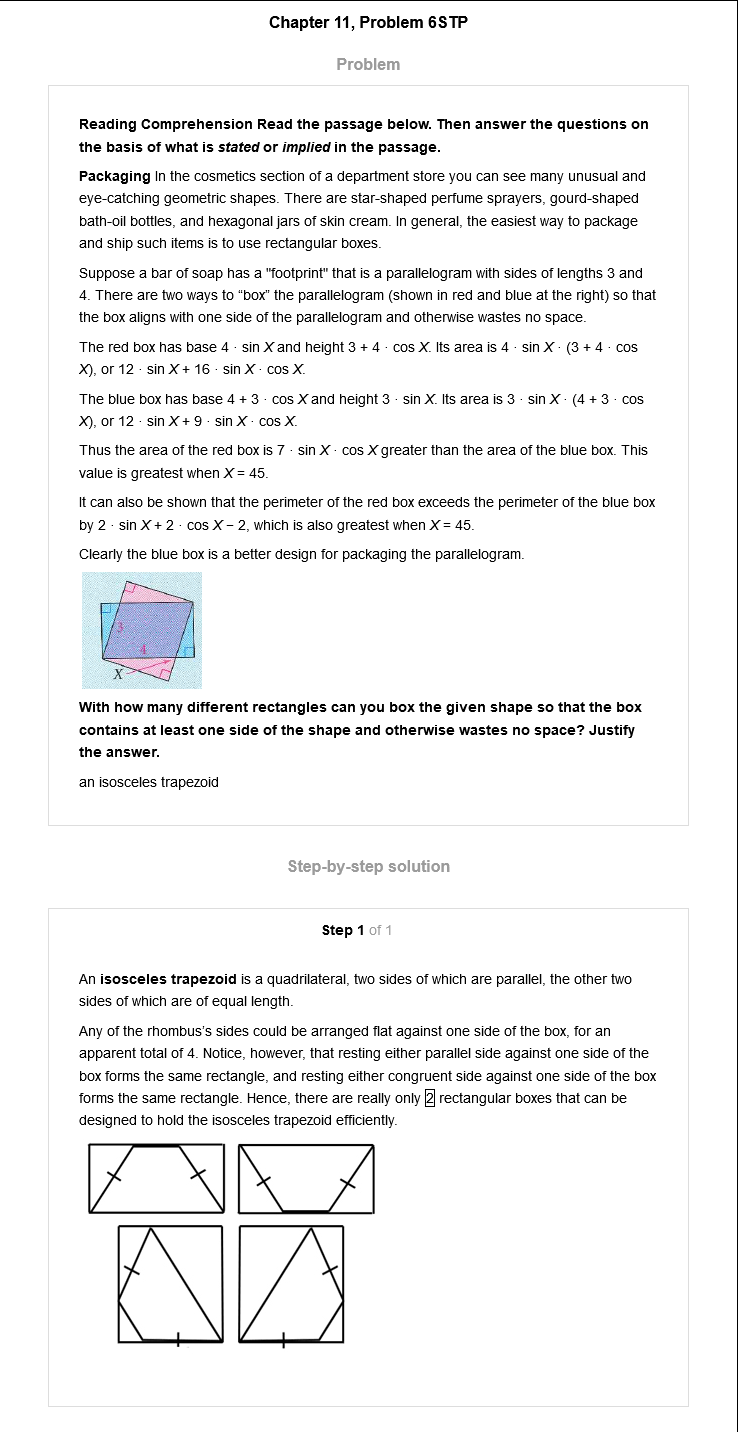 Chapter 11, Problem 6STP
Problem
Reading Comprehension Read the passage below. Then answer the questions on
the basis of what is stated or implied in the passage.
Packaging In the cosmetics section of a department store you can see many unusual and
eye-catching geometric shapes. There are star-shaped perfume sprayers, gourd-shaped
bath-oil bottles, and hexagonal jars of skin cream. In general, the easiest way to package
and ship such items is to use rectangular boxes.
Suppose a bar of soap has a "footprint" that is a parallelogram with sides of lengths 3 and
4. There are two ways to “box” the parallelogram (shown in red and blue at the right) so that
the box aligns with one side of the parallelogram and otherwise wastes no space.
The red box has base 4 · sin X and height 3 + 4 · cos X. Its area is 4 · sin X · (3 + 4 · cos
X), or 12 · sin X + 16 · sin X · cos X.
The blue box has base 4 + 3 · cos X and height 3 · sin X. Its area is 3 · sin X · (4 + 3 · cos
X), or 12 · sin X + 9 · sin X · cos X.
Thus the area of the red box is 7 · sin X · cos X greater than the area of the blue box. This
value is greatest when X = 45.
It can also be shown that the perimeter of the red box exceeds the perimeter of the blue box
by 2 · sin X + 2 · cos X − 2, which is also greatest when X = 45.
Clearly the blue box is a better design for packaging the parallelogram.
3
4
X
With how many different rectangles can you box the given shape so that the box
contains at least one side of the shape and otherwise wastes no space? Justify
the answer.
an isosceles trapezoid
Step-by-step solution
Step 1 of 1
An isosceles trapezoid is a quadrilateral, two sides of which are parallel, the other two
sides of which are of equal length.
Any of the rhombus’s sides could be arranged flat against one side of the box, for an
apparent total of 4. Notice, however, that resting either parallel side against one side of the
box forms the same rectangle, and resting either congruent side against one side of the box
forms the same rectangle. Hence, there are really only 2 rectangular boxes that can be
designed to hold the isosceles trapezoid efficiently.